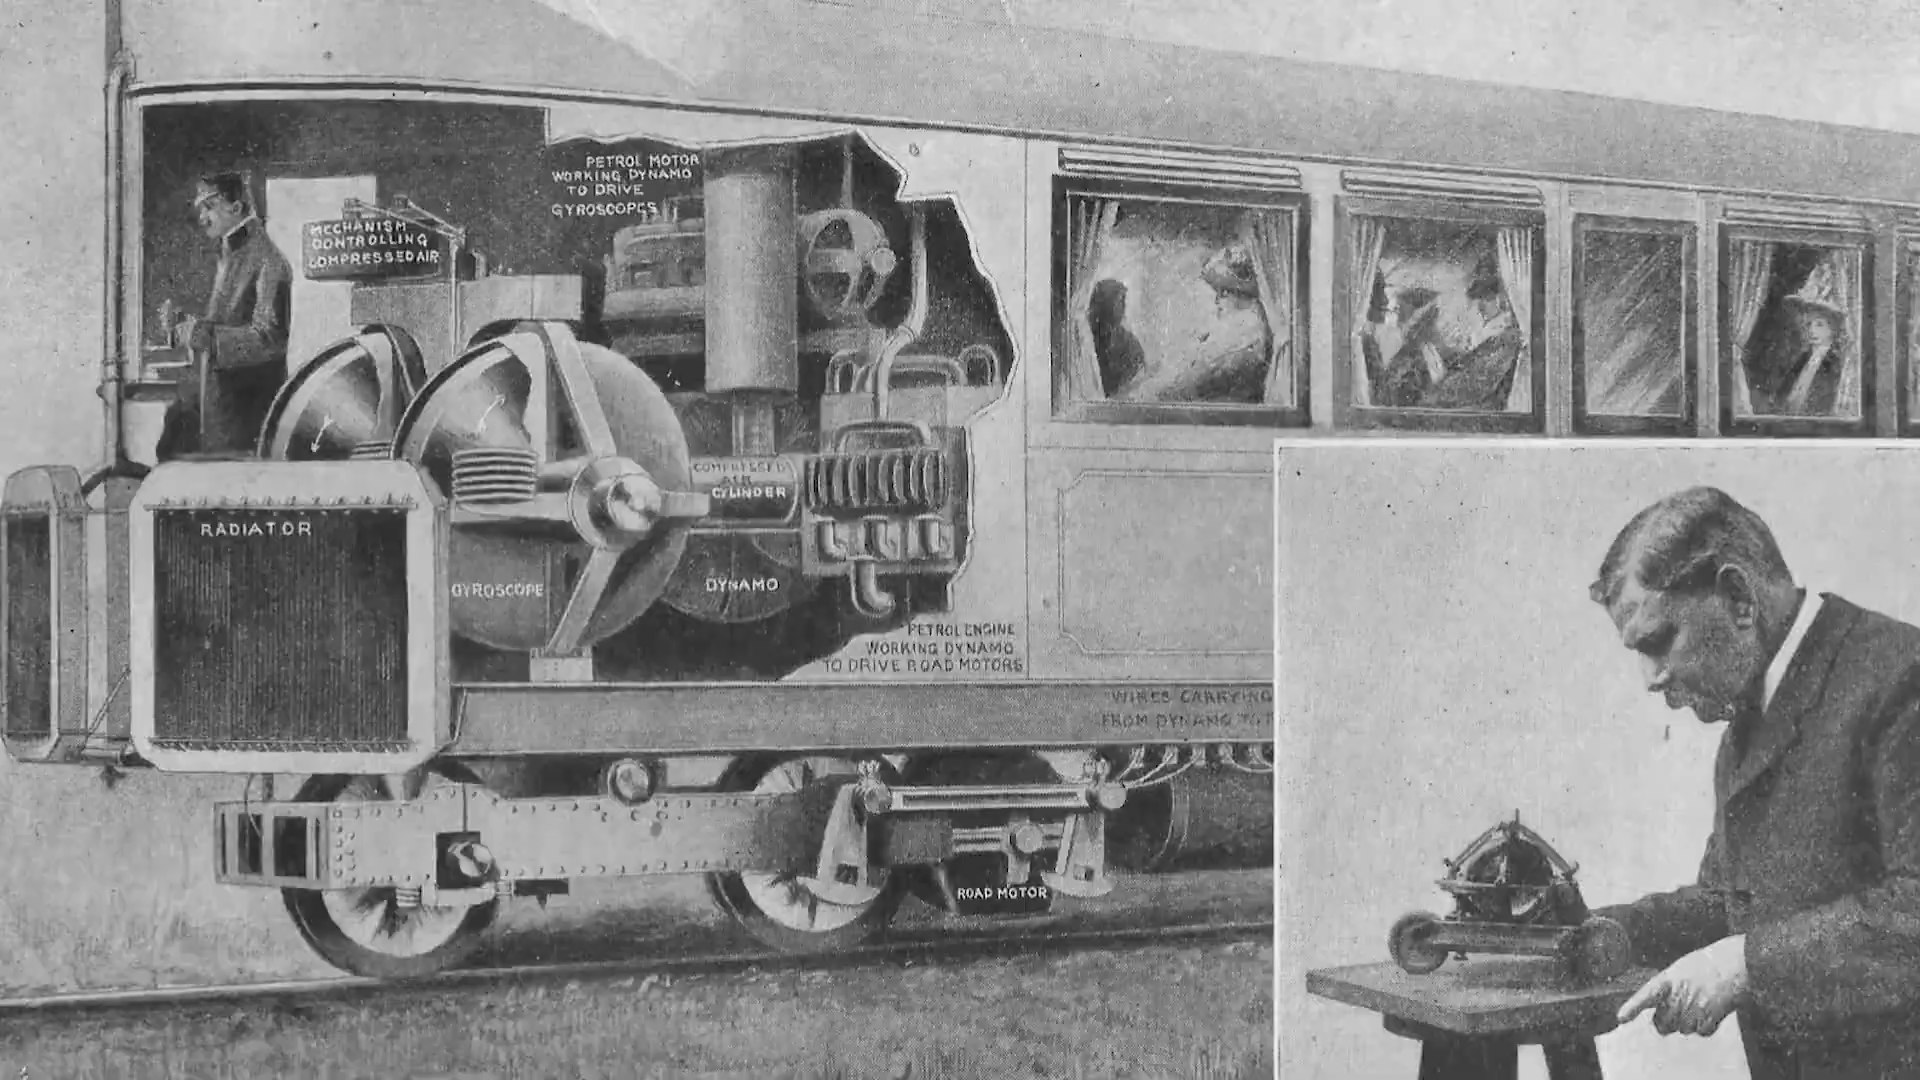 PETROL MOTOR
WORKING DYNAMO
TO DRIVE
GYROSCOPES
MECHANISM
CONTROLLING
COMPRESSED AIR
COMPRESSED
AIR
CYLINDER
RADIATOR
GYROSCOPE
DYNAMO
PETROL ENGINE
WORKING DYNAMO
TO DRIVE ROAD MOTORS
WIRES CARRYING
FROM DYNAMO TO
ROAD MOTOR